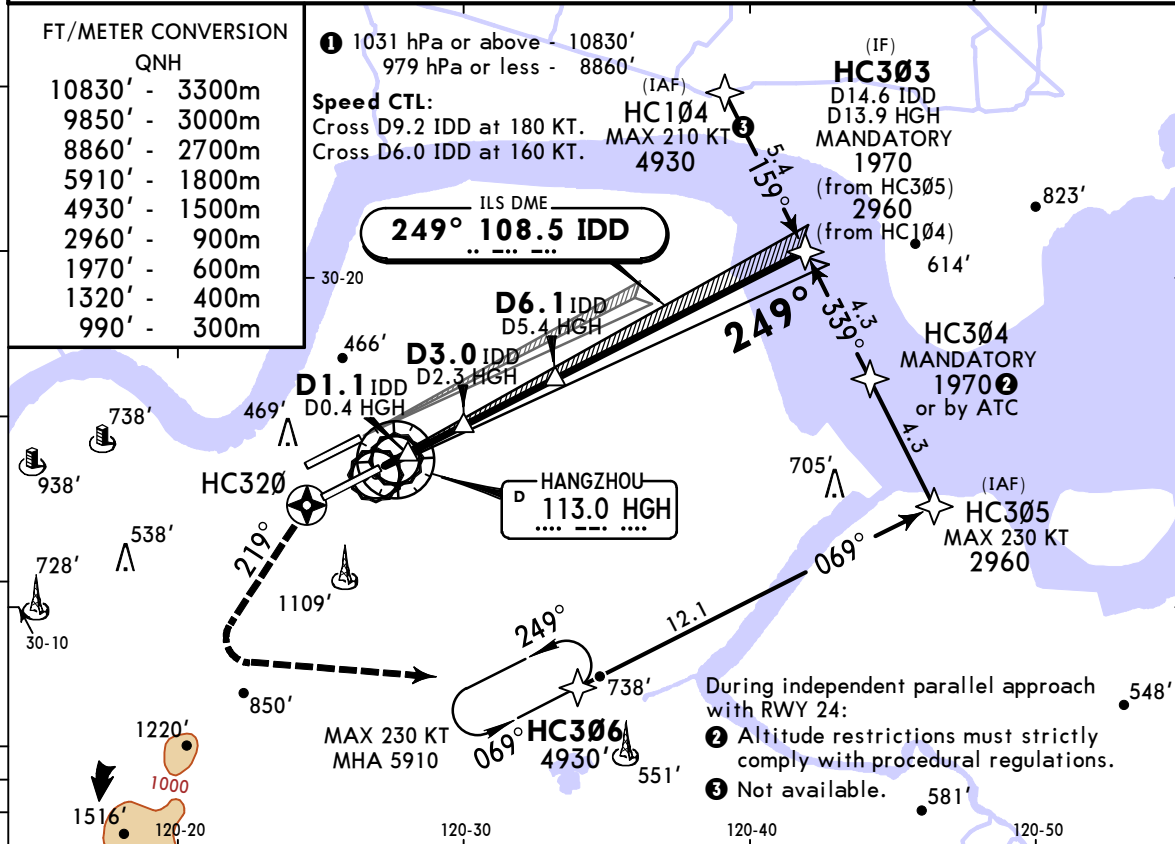 FT/METER CONVERSION
QNH
10830' - 3300m
9850' - 3000m
8860' - 2700m
5910' - 1800m
4930' - 1500m
2960' - 900m
1970' - 600m
1320' - 400m
990' - 300m
1 1031 hPa or above - 10830'
979 hPa or less - 8860'
Speed CTL:
Cross D9.2 IDD at 180 KT.
Cross D6.0 IDD at 160 KT.
(IAF)
HC104
MAX 210 KT 3
4930
5.4
159°
(IF)
HC3Ø3
D14.6 IDD
D13.9 HGH
MANDATORY
1970
(from HC3Ø5)
2960
(from HC1Ø4)
823'
614'
ILS DME
249° 108.5 IDD
30-20
249°
4.3
339°
HC3Ø4
MANDATORY
1970 2
or by ATC
4.3
D6.1 IDD
D5.4 HGH
D3.0 IDD
D2.3 HGH
D1.1 IDD
D0.4 HGH
466'
469'
738'
938'
HC32Ø
HANGZHOU
D 113.0 HGH
705'
(IAF)
HC3Ø5
MAX 230 KT
2960
069°
12.1
538'
728'
219°
1109'
30-10
249°
069°
738'
850'
MAX 230 KT
MHA 5910
HC3Ø6
4930'
551'
During independent parallel approach
with RWY 24:
2 Altitude restrictions must strictly
comply with procedural regulations.
3 Not available.
548'
581'
1220'
1000
1516'
120-20
120-30
120-40
120-50